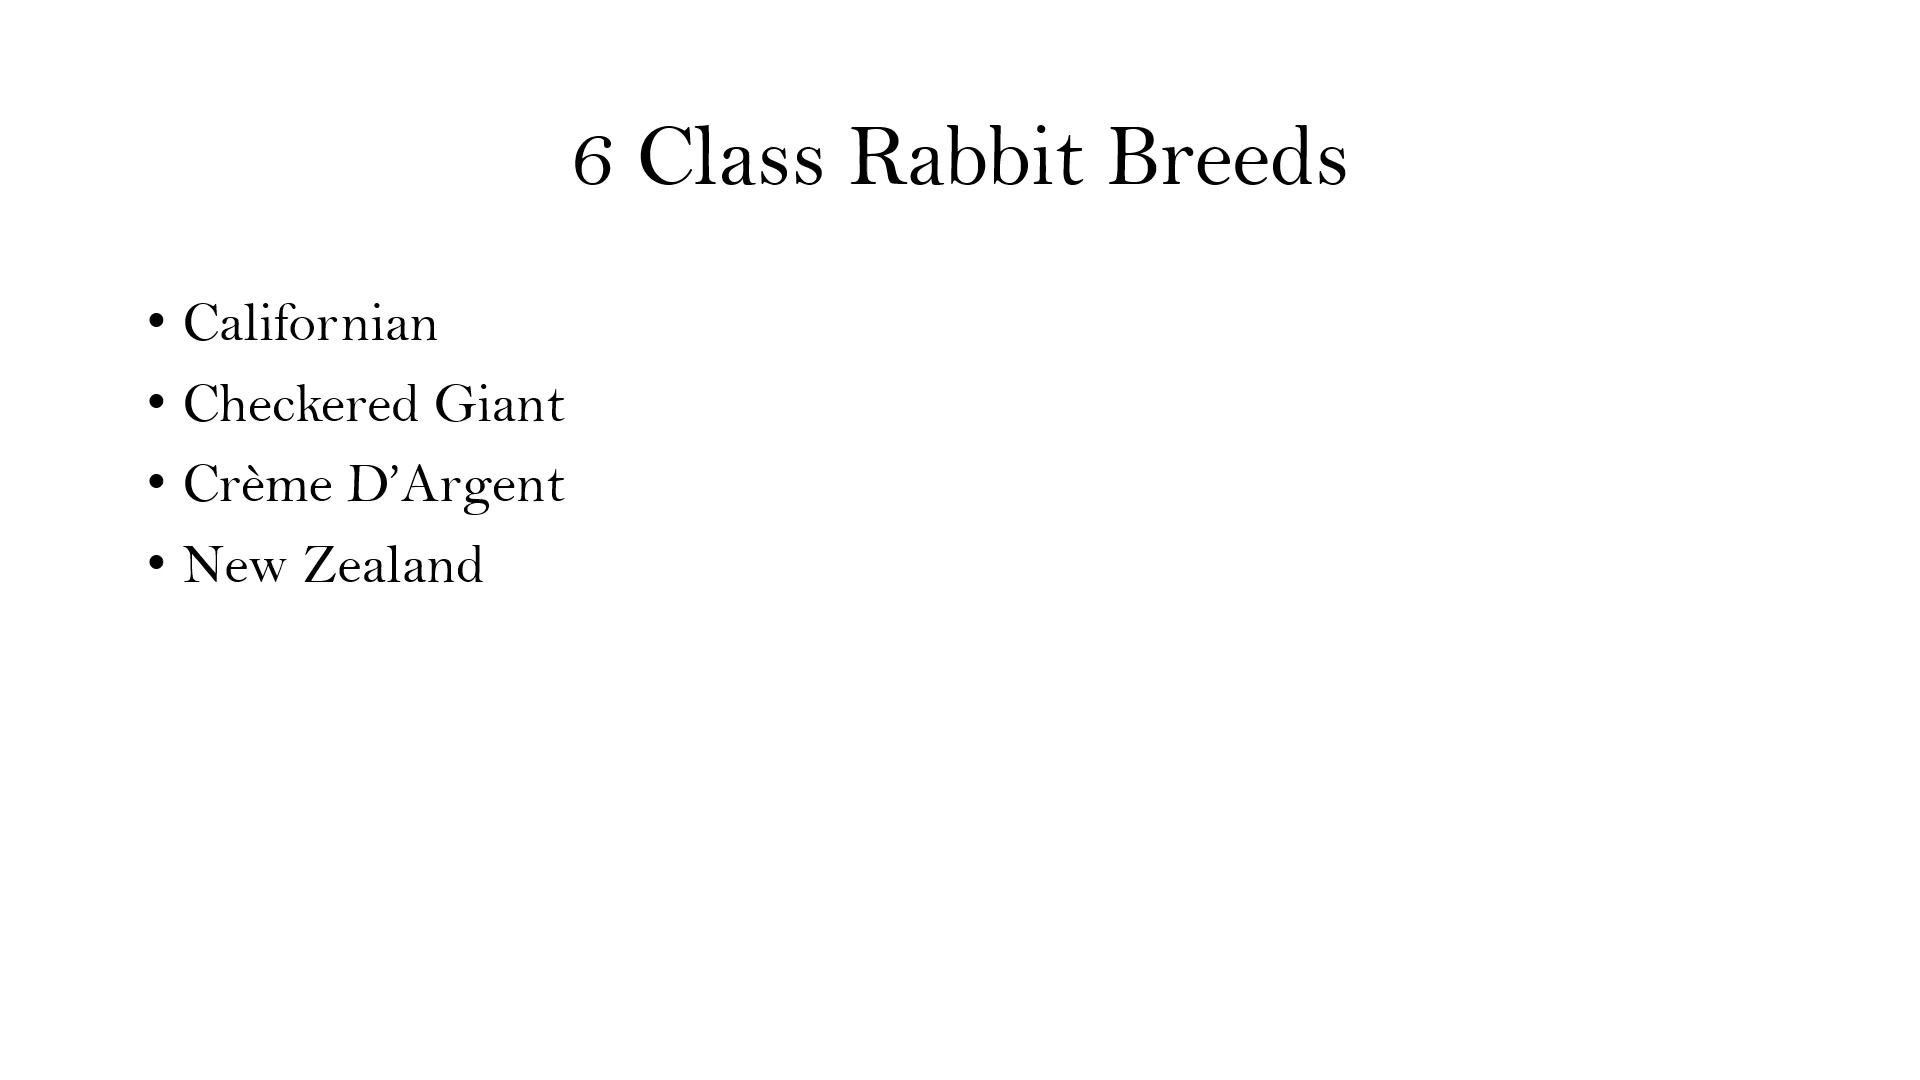 6 Class Rabbit Breeds
• Californian
• Checkered Giant
• Crème D’Argent
• New Zealand